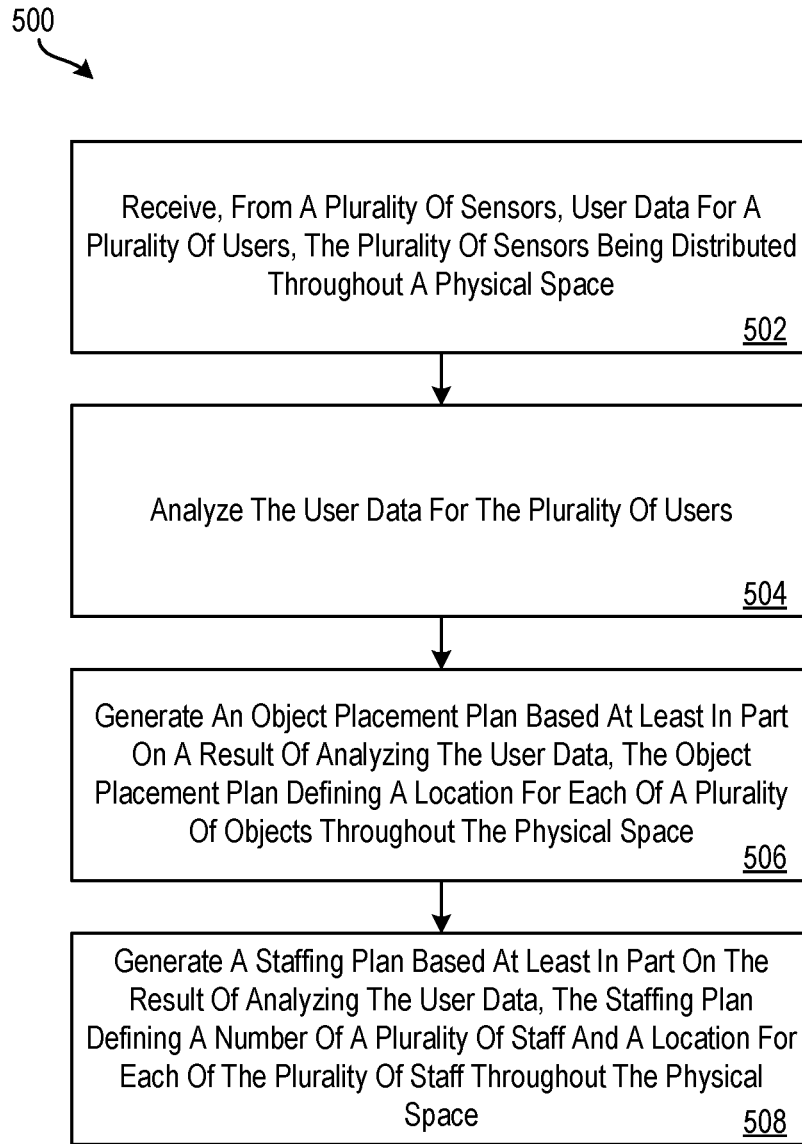 500
Receive, From A Plurality Of Sensors, User Data For A
Plurality Of Users, The Plurality Of Sensors Being Distributed
Throughout A Physical Space
502
Analyze The User Data For The Plurality Of Users
504
Generate An Object Placement Plan Based At Least In Part
On A Result Of Analyzing The User Data, The Object
Placement Plan Defining A Location For Each Of A Plurality
Of Objects Throughout The Physical Space
506
Generate A Staffing Plan Based At Least In Part On The
Result Of Analyzing The User Data, The Staffing Plan
Defining A Number Of A Plurality Of Staff And A Location For
Each Of The Plurality Of Staff Throughout The Physical
Space
508